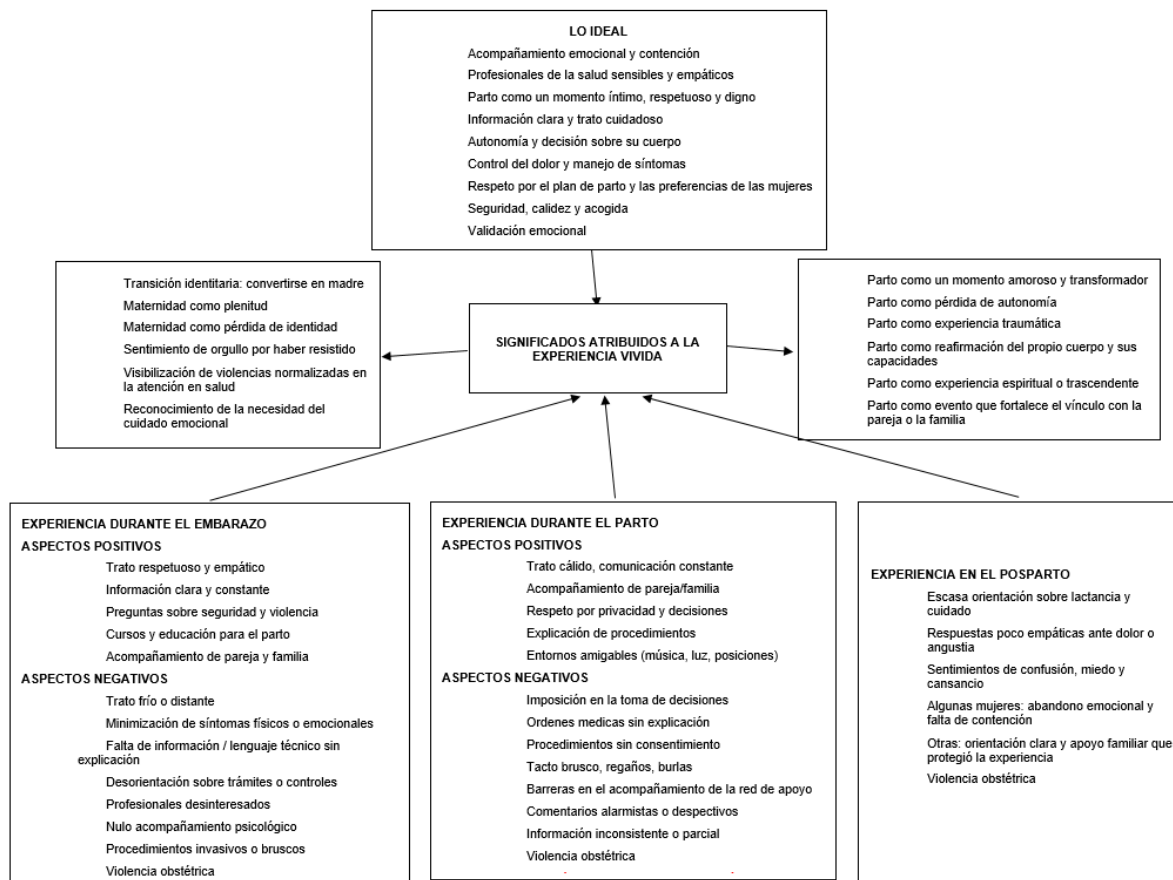 LO IDEAL
Acompañamiento emocional y contención
Profesionales de la salud sensibles y empáticos
Parto como un momento íntimo, respetuoso y digno
Información clara y trato cuidadoso
Autonomía y decisión sobre su cuerpo
Control del dolor y manejo de síntomas
Respeto por el plan de parto y las preferencias de las mujeres
Seguridad, calidez y acogida
Validación emocional
Transición identitaria: convertirse en madre
Maternidad como plenitud
Maternidad como pérdida de identidad
Sentimiento de orgullo por haber resistido
Visibilización de violencias normalizadas en
la atención en salud
Reconocimiento de la necesidad del
cuidado emocional
SIGNIFICADOS ATRIBUIDOS A LA
EXPERIENCIA VIVIDA
Parto como un momento amoroso y transformador
Parto como pérdida de autonomía
Parto como experiencia traumática
Parto como reafirmación del propio cuerpo y sus
capacidades
Parto como experiencia espiritual o trascendente
Parto como evento que fortalece el vínculo con la
pareja o la familia
EXPERIENCIA DURANTE EL EMBARAZO
ASPECTOS POSITIVOS
Trato respetuoso y empático
Información clara y constante
Preguntas sobre seguridad y violencia
Cursos y educación para el parto
Acompañamiento de pareja y familia
ASPECTOS NEGATIVOS
Trato frío o distante
Minimización de síntomas físicos o emocionales
Falta de información / lenguaje técnico sin
explicación
Desorientación sobre trámites o controles
Profesionales desinteresados
Nulo acompañamiento psicológico
Procedimientos invasivos o bruscos
Violencia obstétrica
EXPERIENCIA DURANTE EL PARTO
ASPECTOS POSITIVOS
Trato cálido, comunicación constante
Acompañamiento de pareja/familia
Respeto por privacidad y decisiones
Explicación de procedimientos
Entornos amigables (música, luz, posiciones)
ASPECTOS NEGATIVOS
Imposición en la toma de decisiones
Ordenes medicas sin explicación
Procedimientos sin consentimiento
Tacto brusco, regaños, burlas
Barreras en el acompañamiento de la red de apoyo
Comentarios alarmistas o despectivos
Información inconsistente o parcial
Violencia obstétrica
EXPERIENCIA EN EL POSPARTO
Escasa orientación sobre lactancia y
cuidado
Respuestas poco empáticas ante dolor o
angustia
Sentimientos de confusión, miedo y
cansancio
Algunas mujeres: abandono emocional y
falta de contención
Otras: orientación clara y apoyo familiar que
protegió la experiencia
Violencia obstétrica